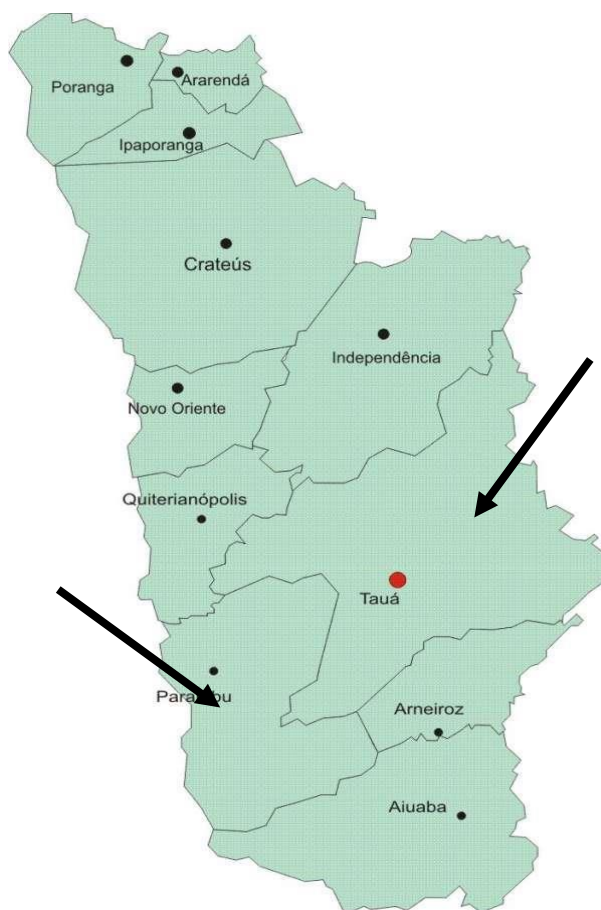 Poranga
Ararendá
Ipaporanga
Crateús
Independência
Novo Oriente
Quiterianópolis
Tauá
Arneiroz
Aiuaba